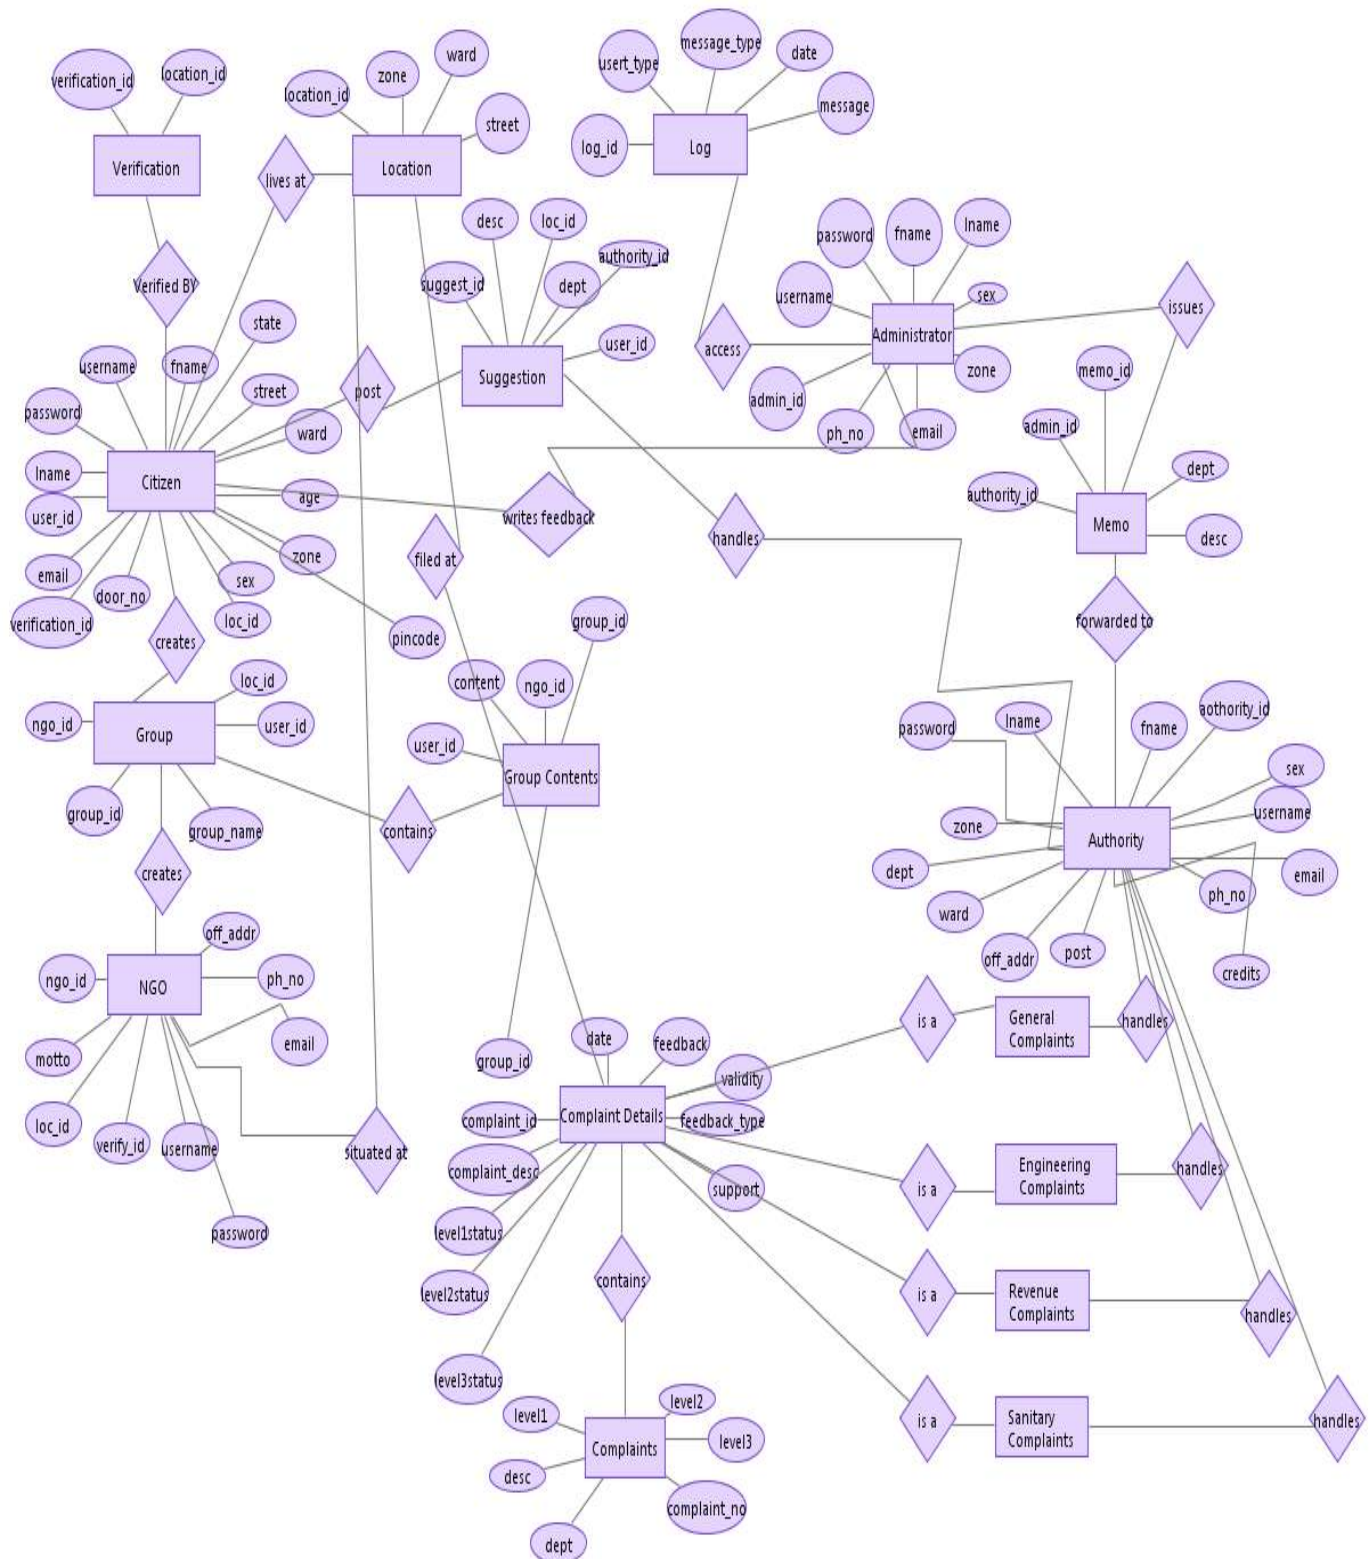 message_type
ward
usert_type
date
zone
verification_id
location_id
location_id
message
street
log_id
Log
Verification
Location
lives at
desc
loc_id
lname
password
fname
authority_id
suggest_id
dept
Verified BY
username
sex
issues
state
Administrator
user_id
access
username
fname
memo_id
zone
Suggestion
street
post
admin_id
password
ward
ph_no
email
admin_id
lname
Citizen
dept
age
authority_id
user_id
writes feedback
Memo
handles
desc
zone
filed at
email
sex
door_no
loc_id
verification_id
group_id
forwarded to
creates
pincode
loc_id
content
ngo_id
aothority_id
lname
fname
password
ngo_id
Group
user_id
user_id
sex
Group Contents
group_id
group_name
contains
zone
username
Authority
creates
dept
email
ph_no
ward
off_addr
post
off_addr
credits
ngo_id
NGO
ph_no
is a
General
Complaints
handles
email
date
feedback
motto
group_id
validity
complaint_id
Complaint Details
feedback_type
loc_id
verify_id
username
situated at
complaint_desc
Engineering
Complaints
handles
is a
support
password
level1status
contains
level2status
is a
Revenue
Complaints
handles
level3status
level2
level1
is a
Sanitary
Complaints
handles
Complaints
level3
desc
complaint_no
dept